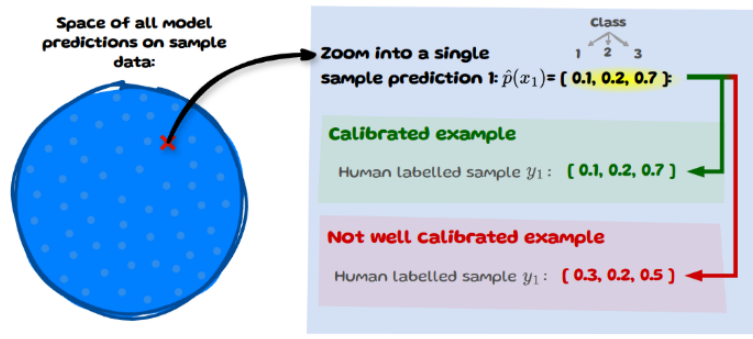 Space of all model
predictions on sample
data:
Class
1 2 3
Zoom into a single
sample prediction 1: p̂(x₁)= [ 0.1, 0.2, 0.7 ]:
Calibrated example
Human labelled sample y₁ : [ 0.1, 0.2, 0.7 ]
Not well calibrated example
Human labelled sample y₁ : [ 0.3, 0.2, 0.5 ]